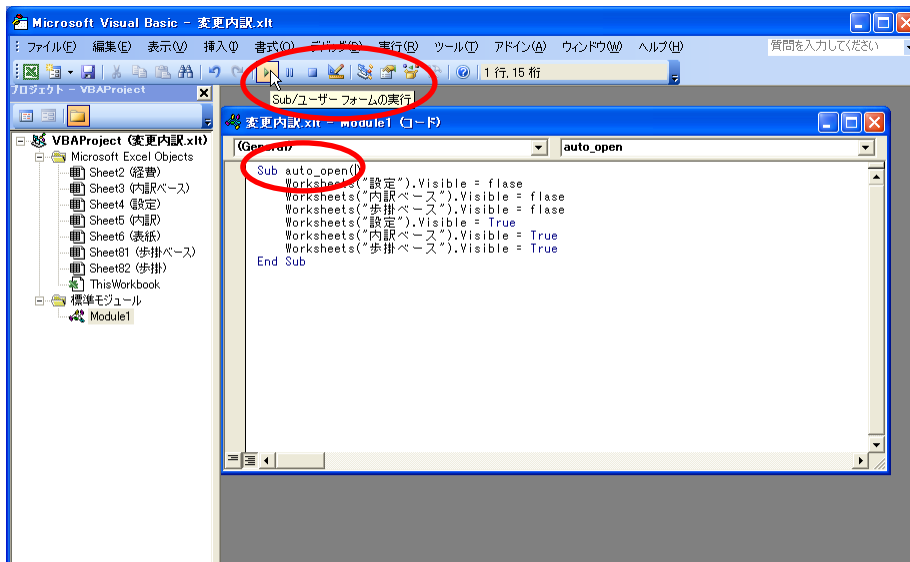 Microsoft Visual Basic - 変更内訳.xlt
ファイル(F) 編集(E) 表示(V) 挿入(I) 書式(O) デバッグ(D) 実行(R) ツール(T) アドイン(A) ウィンドウ(W) ヘルプ(H) 質問を入力してください
1 行, 15 桁
Sub/ユーザー フォームの実行
プロジェクト - VBAProject
VBAProject (変更内訳.xlt)
Microsoft Excel Objects
Sheet2 (経費)
Sheet3 (内訳ベース)
Sheet4 (設定)
Sheet5 (内訳)
Sheet6 (表紙)
Sheet81 (歩掛ベース)
Sheet82 (歩掛)
ThisWorkbook
標準モジュール
Module1
変更内訳.xlt - Module1 (コード)
(General) auto_open
Sub auto_open()
Worksheets("設定").Visible = flase
Worksheets("内訳ベース").Visible = flase
Worksheets("歩掛ベース").Visible = flase
Worksheets("設定").Visible = True
Worksheets("内訳ベース").Visible = True
Worksheets("歩掛ベース").Visible = True
End Sub